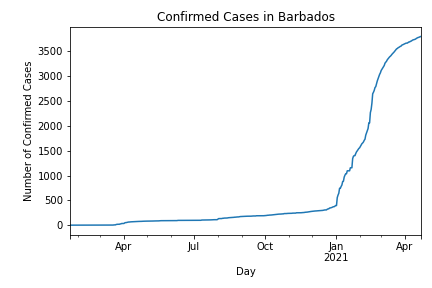 Confirmed Cases in Barbados
Number of Confirmed Cases
3500
3000
2500
2000
1500
1000
500
0
Apr
Jul
Oct
Jan
2021
Apr
Day